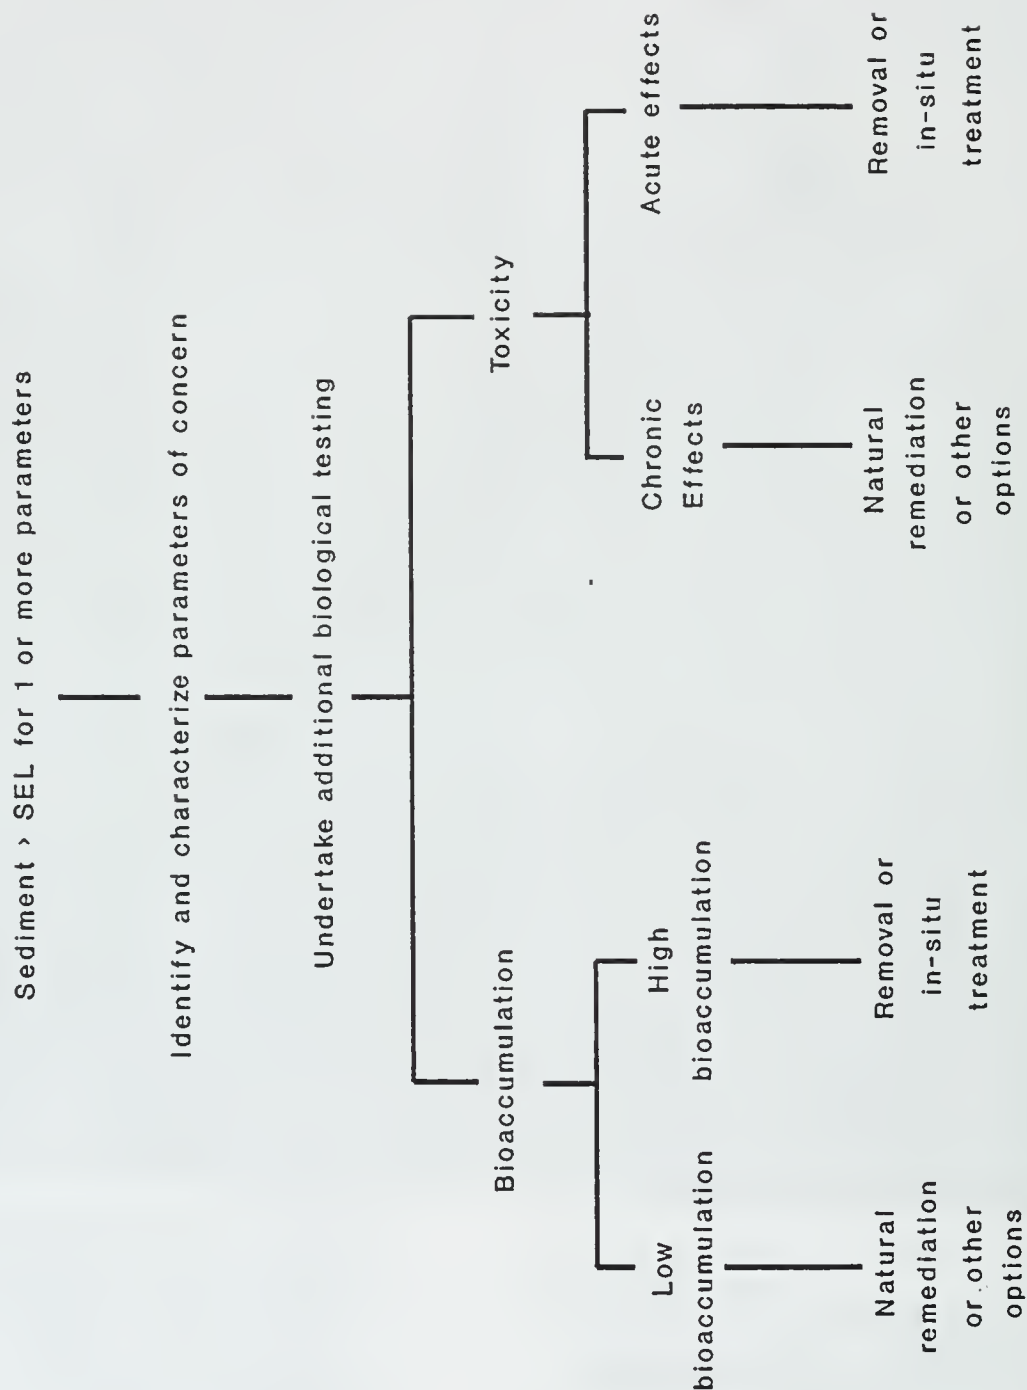 Sediment > SEL for 1 or more parameters
Identify and characterize parameters of concern
Undertake additional biological testing
Bioaccumulation
Toxicity
Low
bioaccumulation
High
bioaccumulation
Chronic
Effects
Acute effects
Natural
remediation
or other
options
Removal or
in-situ
treatment
Natural
remediation
or other
options
Removal or
in-situ
treatment